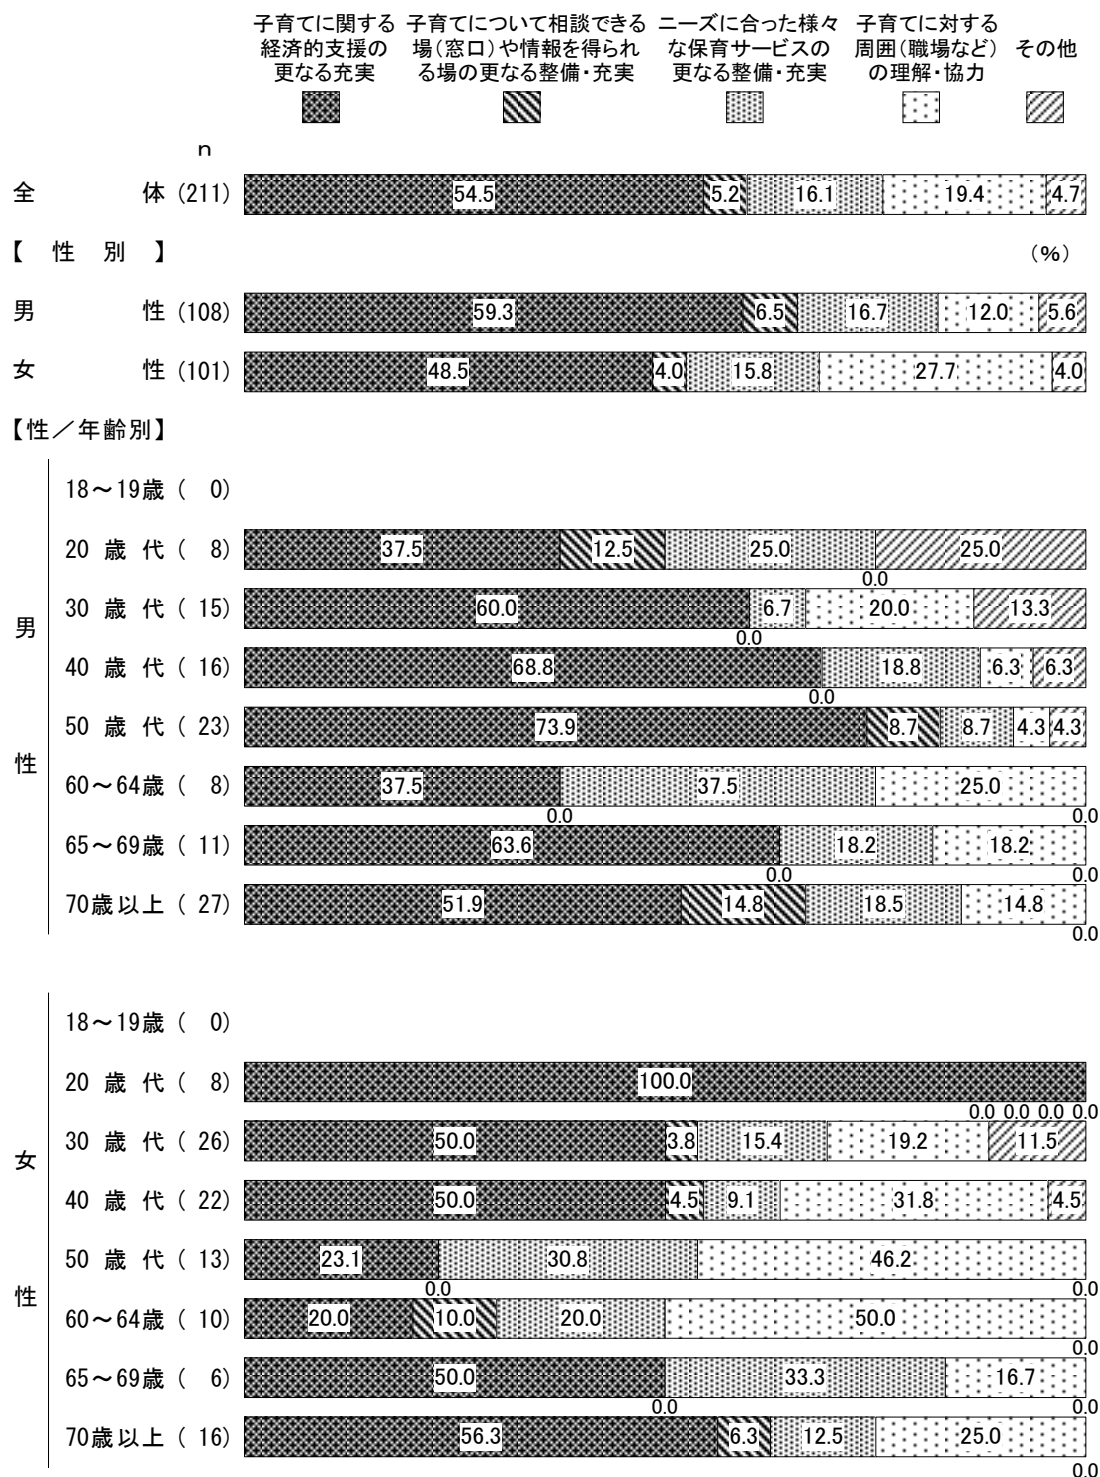 子育てに関する
経済的支援の
更なる充実
子育てについて相談できる
場(窓口)や情報を得られ
る場の更なる整備・充実
ニーズに合った様々
な保育サービスの
更なる整備・充実
子育てに対する
周囲(職場など)
の理解・協力
その他
n
全体(211) 54.5 5.2 16.1 19.4 4.7
【性別】 (%)
男性(108) 59.3 6.5 16.7 12.0 5.6
女性(101) 48.5 4.0 15.8 27.7 4.0
【性/年齢別】
男性
18~19歳( 0)
20歳代( 8) 37.5 12.5 25.0 25.0
0.0
30歳代( 15) 60.0 6.7 20.0 13.3
0.0
40歳代( 16) 68.8 18.8 6.3 6.3
0.0
50歳代( 23) 73.9 8.7 8.7 4.3 4.3
60~64歳( 8) 37.5 37.5 25.0
0.0 0.0
65~69歳( 11) 63.6 18.2 18.2
0.0 0.0
70歳以上( 27) 51.9 14.8 18.5 14.8
0.0
女性
18~19歳( 0)
20歳代( 8) 100.0
0.0 0.0 0.0 0.0
30歳代( 26) 50.0 3.8 15.4 19.2 11.5
40歳代( 22) 50.0 4.5 9.1 31.8 4.5
50歳代( 13) 23.1 30.8 46.2
0.0 0.0
60~64歳( 10) 20.0 10.0 20.0 50.0
0.0
65~69歳( 6) 50.0 33.3 16.7
0.0 0.0
70歳以上( 16) 56.3 6.3 12.5 25.0
0.0